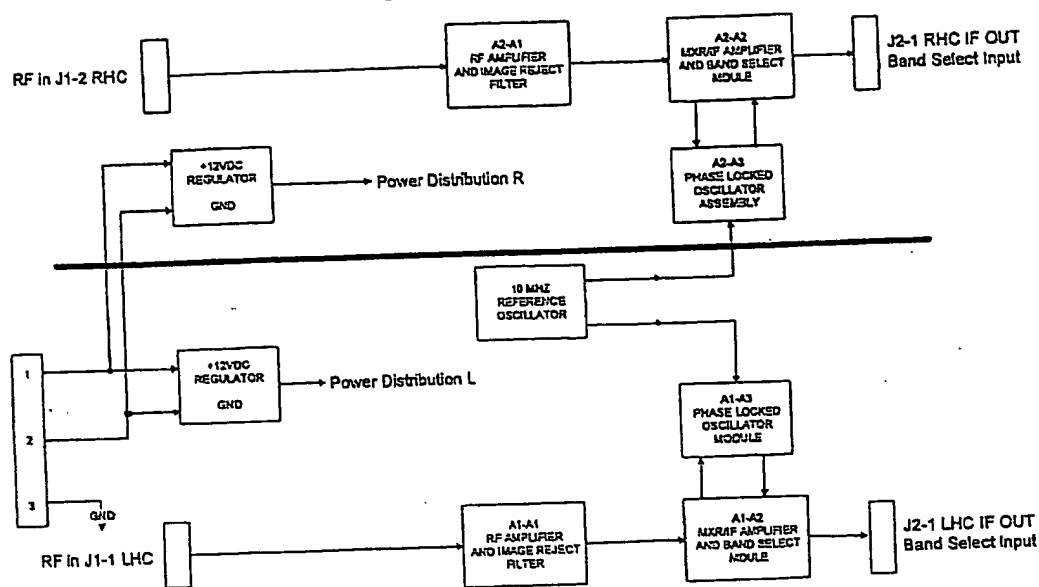 RF in J1-2 RHC
A2-A1
RF AMPLIFIER
AND IMAGE REJECT
FILTER
A2-A2
MXR/IF AMPLIFIER
AND BAND SELECT
MODULE
J2-1 RHC IF OUT
Band Select Input
+12VDC
REGULATOR
GND
Power Distribution R
A2-A3
PHASE LOCKED
OSCILLATOR
ASSEMBLY
10 MHZ
REFERENCE
OSCILLATOR
1
2
3
GND
+12VDC
REGULATOR
GND
Power Distribution L
A1-A3
PHASE LOCKED
OSCILLATOR
MODULE
RF in J1-1 LHC
A1-A1
RF AMPLIFIER
AND IMAGE REJECT
FILTER
A1-A2
MXR/IF AMPLIFIER
AND BAND SELECT
MODULE
J2-1 LHC IF OUT
Band Select Input